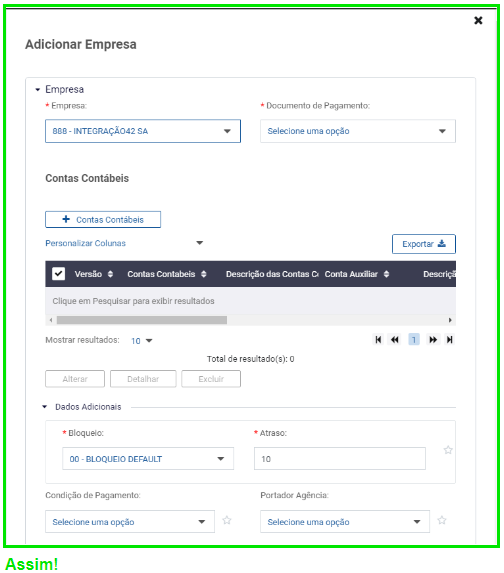 Adicionar Empresa
Empresa
* Empresa: * Documento de Pagamento:
888 - INTEGRAÇÃO42 SA Selecione uma opção
Contas Contábeis
+ Contas Contábeis
Personalizar Colunas Exportar
Versão Contas Contabeis Descrição das Contas Co Conta Auxiliar Descriçã
Clique em Pesquisar para exibir resultados
Mostrar resultados: 10 1
Total de resultado(s): 0
Alterar Detalhar Excluir
Dados Adicionais
* Bloqueio: * Atraso:
00 - BLOQUEIO DEFAULT 10
Condição de Pagamento: Portador Agência:
Selecione uma opção Selecione uma opção
Assim!